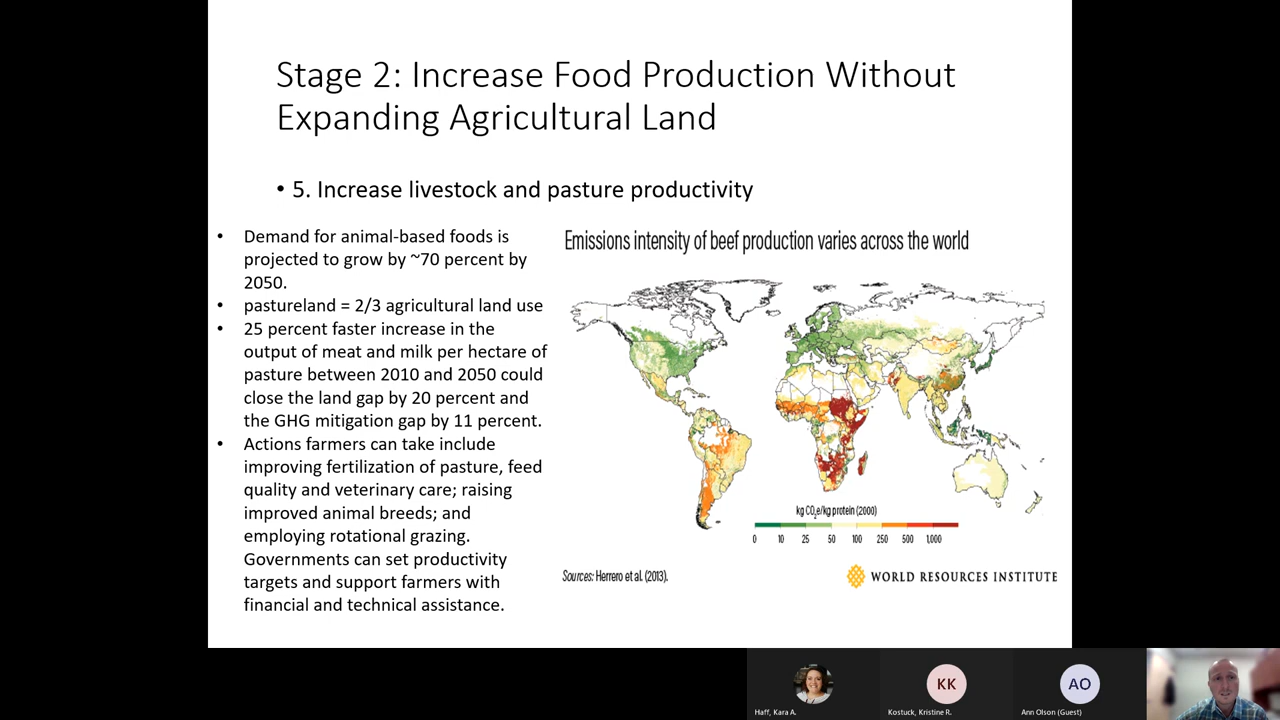 Stage 2: Increase Food Production Without
Expanding Agricultural Land
• 5. Increase livestock and pasture productivity
• Demand for animal-based foods is
projected to grow by ~70 percent by
2050.
• pastureland = 2/3 agricultural land use
• 25 percent faster increase in the
output of meat and milk per hectare of
pasture between 2010 and 2050 could
close the land gap by 20 percent and
the GHG mitigation gap by 11 percent.
• Actions farmers can take include
improving fertilization of pasture, feed
quality and veterinary care; raising
improved animal breeds; and
employing rotational grazing.
Governments can set productivity
targets and support farmers with
financial and technical assistance.
Emissions intensity of beef production varies across the world
kg CO₂e/kg protein (2000)
0 10 25 50 100 250 500 1,000
Sources: Herrero et al. (2013).
WORLD RESOURCES INSTITUTE
KK
AO
Haff, Kara A.
Kostuck, Kristine R.
Ann Olson (Guest)